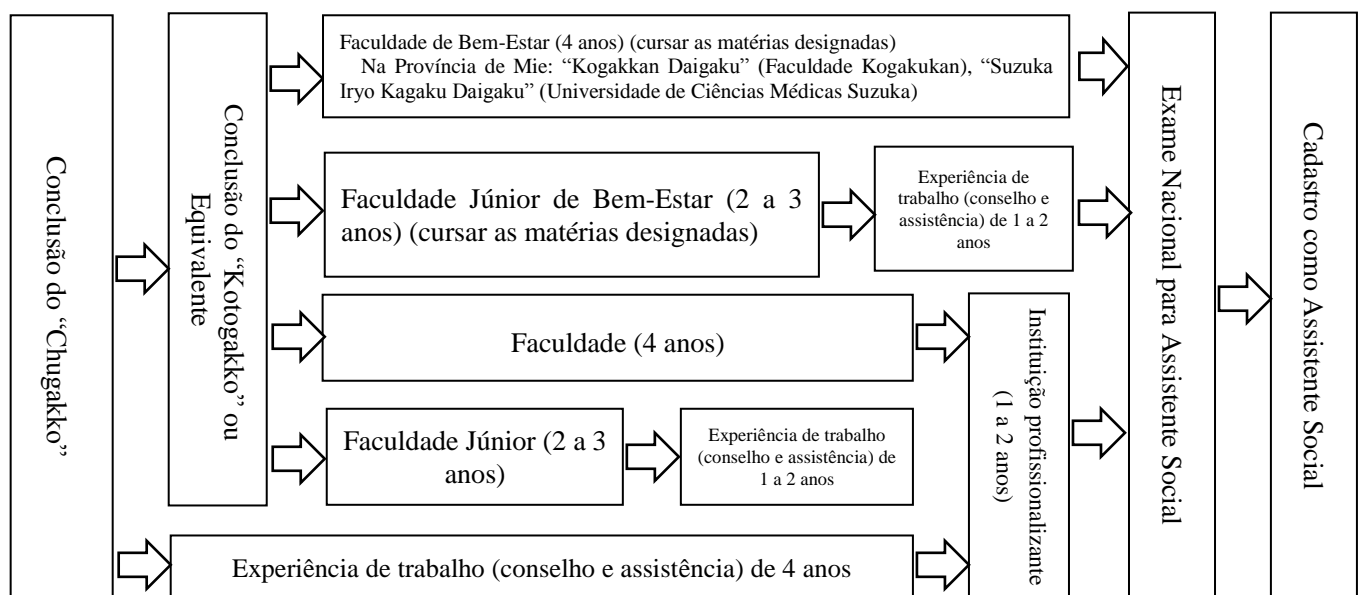 Conclusão do “Chugakko”
Conclusão do “Kotogakko” ou
Equivalente
Faculdade de Bem-Estar (4 anos) (cursar as matérias designadas)
Na Província de Mie: “Kogakkan Daigaku” (Faculdade Kogakukan), “Suzuka
Iryo Kagaku Daigaku” (Universidade de Ciências Médicas Suzuka)
Faculdade Júnior de Bem-Estar (2 a 3
anos) (cursar as matérias designadas)
Experiência de
trabalho (conselho e
assistência) de 1 a 2
anos
Faculdade (4 anos)
Faculdade Júnior (2 a 3
anos)
Experiência de trabalho
(conselho e assistência) de
1 a 2 anos
Experiência de trabalho (conselho e assistência) de 4 anos
Instituição profissionalizante
(1 a 2 anos)
Exame Nacional para Assistente Social
Cadastro como Assistente Social